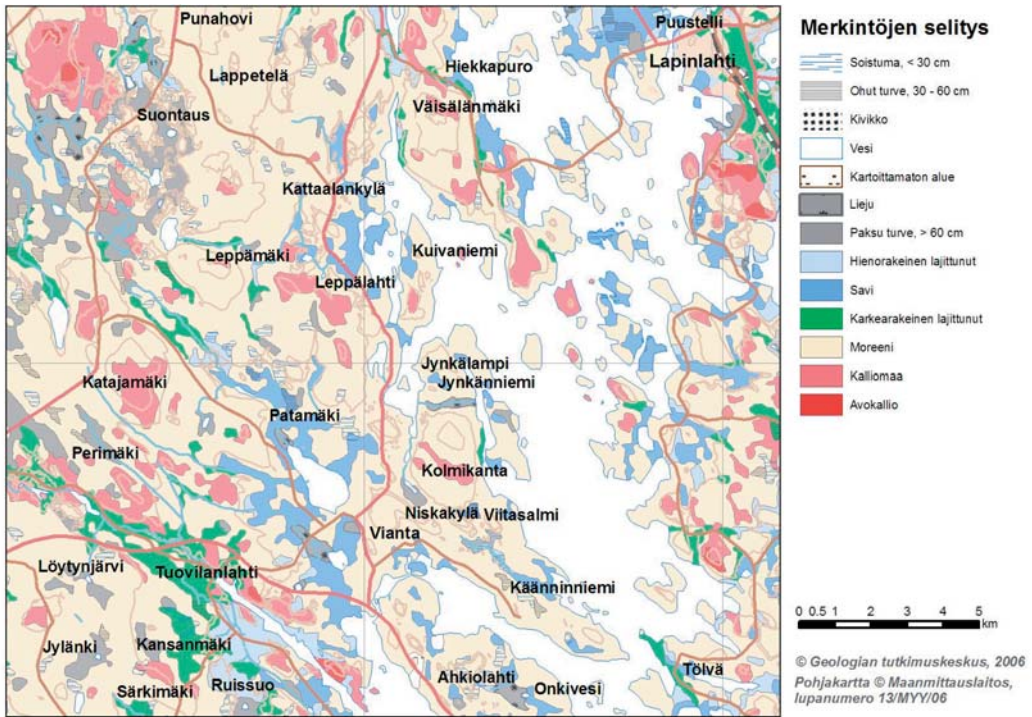 Punahovi
Puustelli
Lappetelä
Hiekkapuro
Lapinlahti
Väisälänmäki
Suontaus
Kattaalankylä
Leppämäki
Kuivaniemi
Leppälahti
Jynkälampi
Jynkänniemi
Katajamäki
Patamäki
Perimäki
Kolmikanta
Niskakylä Viitasalmi
Vianta
Löytynjärvi
Tuovilanlahti
Käänninniemi
Jylänki
Kansanmäki
Ahkiolahti
Tölvä
Särkimäki
Ruissuo
Onkivesi
Merkintöjen selitys
Soistuma, < 30 cm
Ohut turve, 30 - 60 cm
Kivikko
Vesi
Kartoittamaton alue
Lieju
Paksu turve, > 60 cm
Hienorakeinen lajittunut
Savi
Karkearakeinen lajittunut
Moreeni
Kalliomaa
Avokallio
0 0.5 1 2 3 4 5
km
© Geologian tutkimuskeskus, 2006
Pohjakartta © Maanmittauslaitos,
lupanumero 13/MYY/06